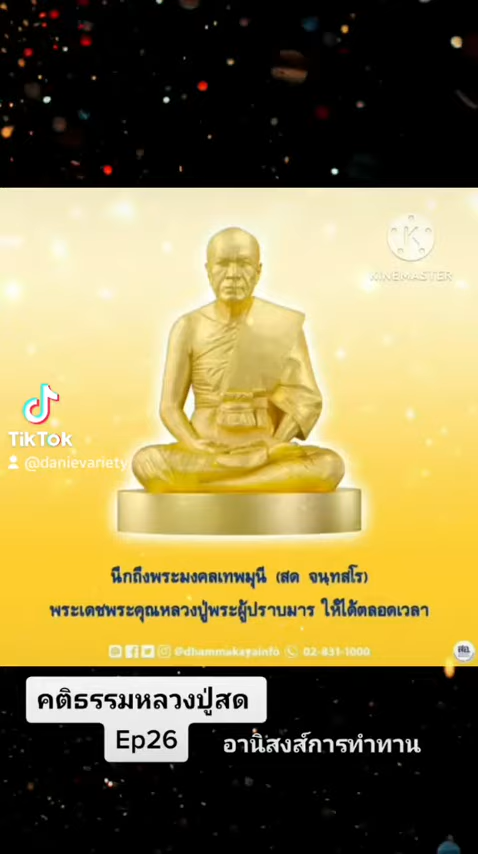 KINEMASTER
TikTok
@danievariety
นึกถึงพระมงคลเทพมุนี (สด จนฺทสโร)
พระเดชพระคุณหลวงปู่พระผู้ปราบมาร ให้ได้ตลอดเวลา
@dhammakayainfo 02-831-1000
คติธรรมหลวงปู่สด
Ep26
อานิสงส์การทำทาน